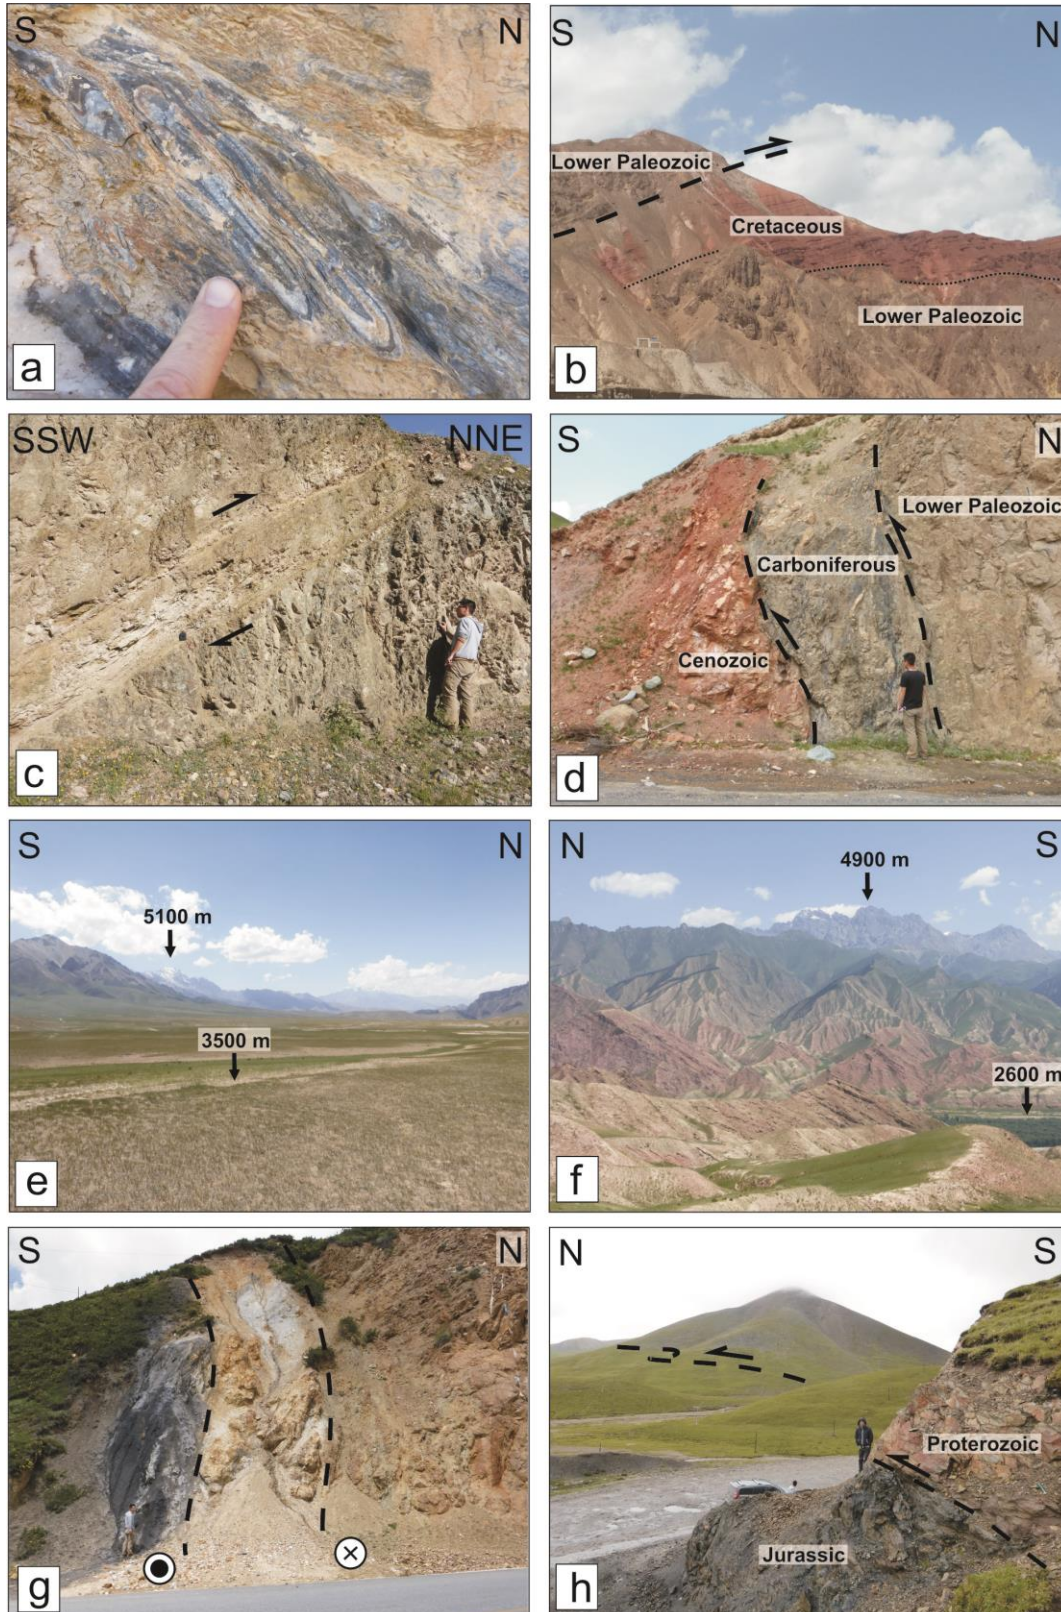 S N
a
S N
Lower Paleozoic
Cretaceous
Lower Paleozoic
b
SSW NNE
c
S N
Lower Paleozoic
Carboniferous
Cenozoic
d
S N
5100 m
3500 m
e
N S
4900 m
2600 m
f
S N
g
N S
Proterozoic
Jurassic
h